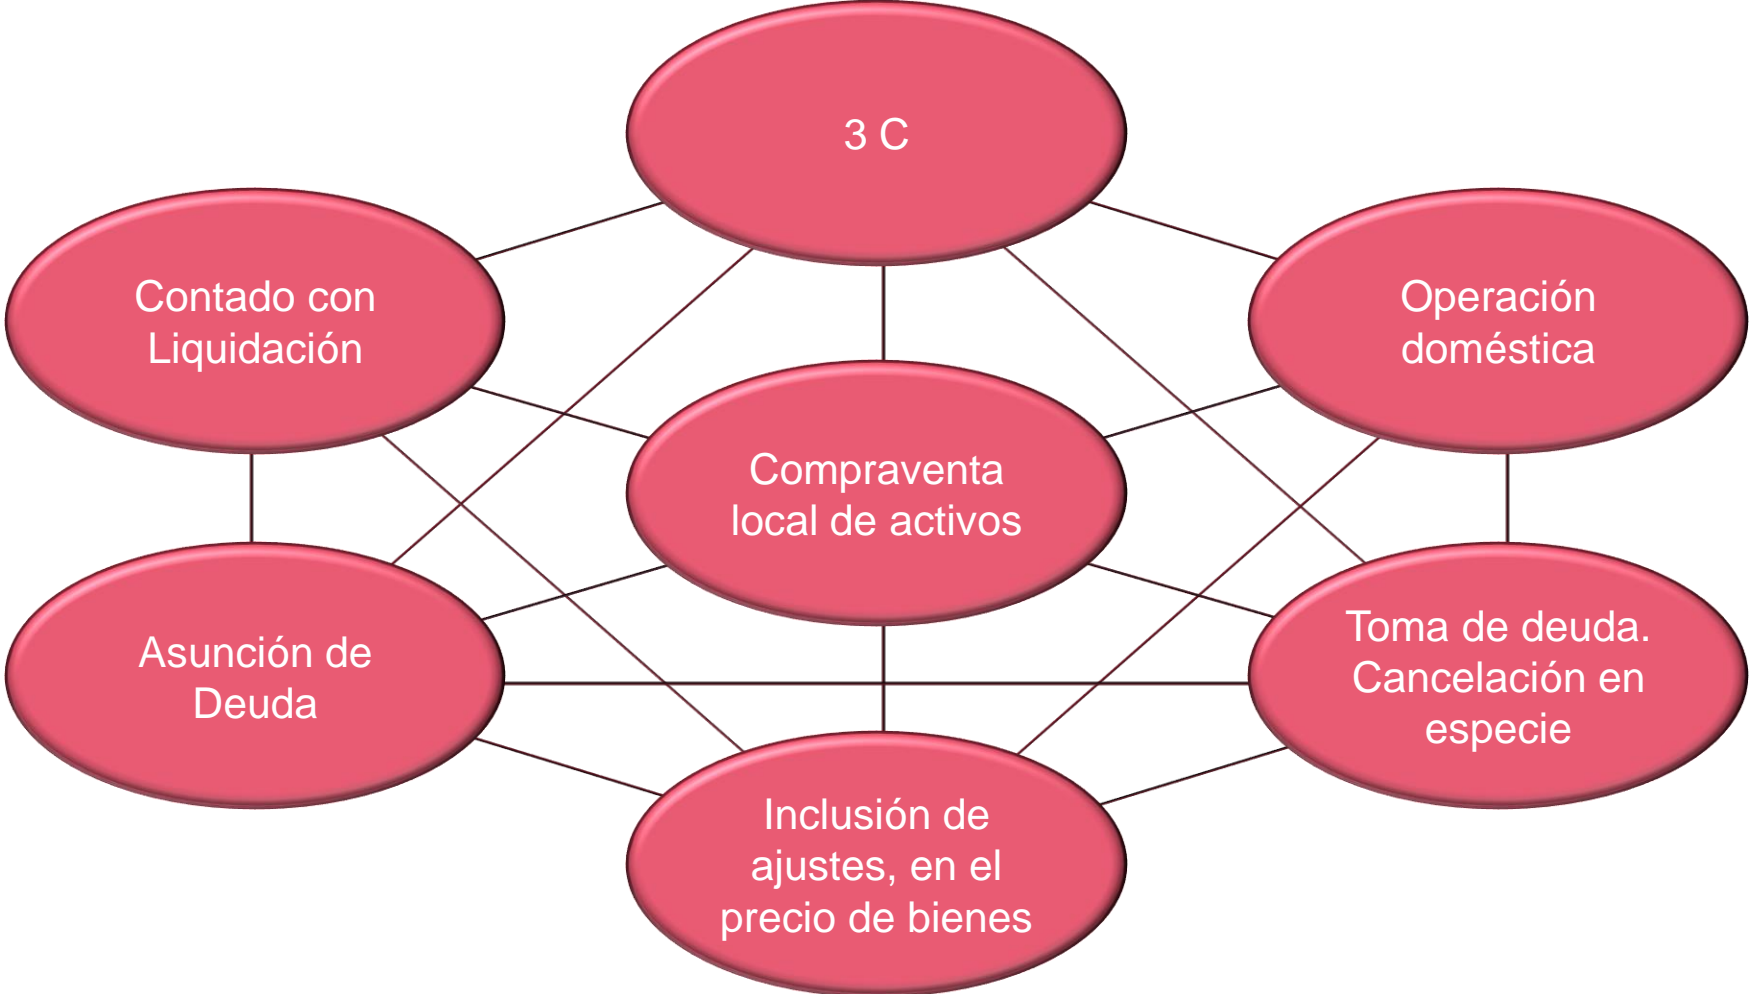 3 C
Contado con
Liquidación
Operación
doméstica
Compraventa
local de activos
Asunción de
Deuda
Toma de deuda.
Cancelación en
especie
Inclusión de
ajustes, en el
precio de bienes